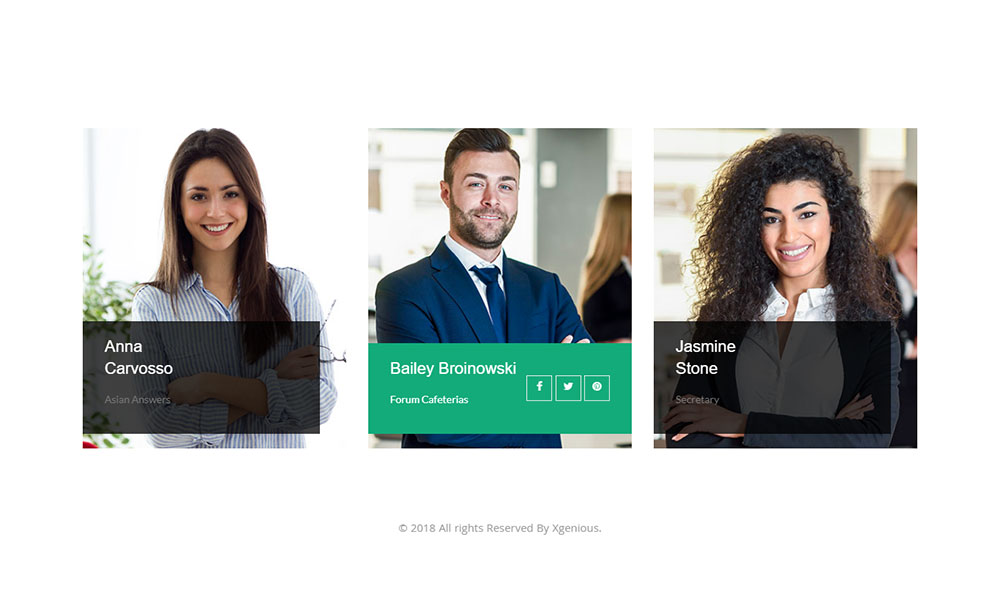 Anna
Carvosso
Asian Answers
Bailey Broinowski
Forum Cafeterias
Jasmine
Stone
Secretary
© 2018 All rights Reserved By Xgenious.